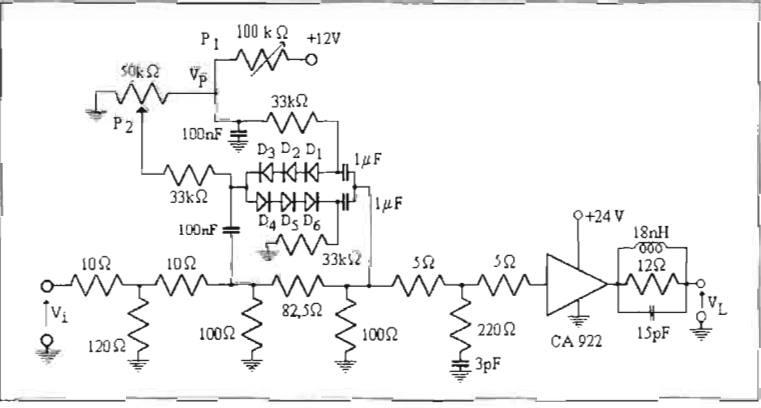 P1 100 kΩ +12V
50kΩ V̄P
P2 33kΩ
100nF
D3 D2 D1 1μF
33kΩ 1μF
100nF D4 D5 D6
33kΩ
+24 V
18nH
10Ω 10Ω 82,5Ω 5Ω 5Ω 12Ω
Vi VL
120Ω 100Ω 100Ω 220Ω CA 922 15pF
3pF